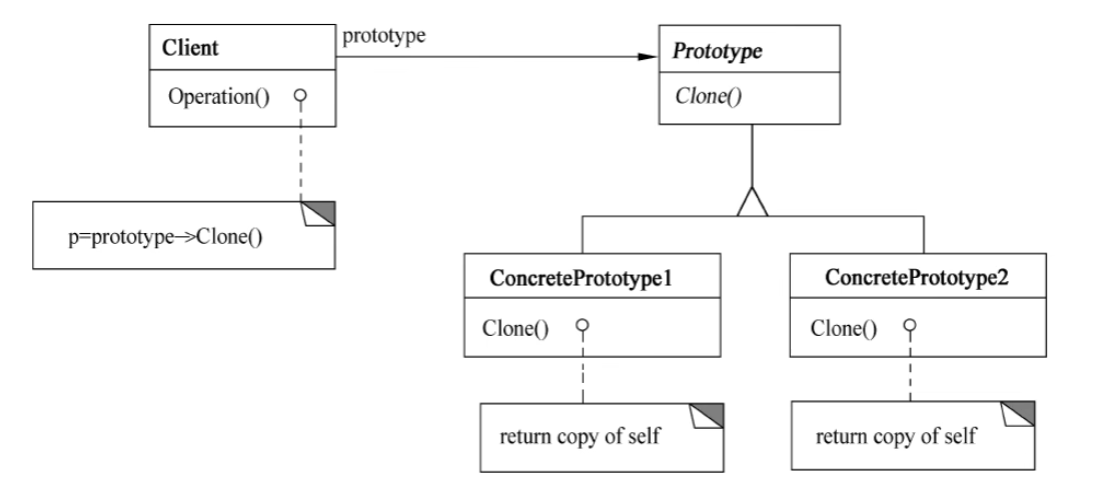 Client
Operation()
prototype
Prototype
Clone()
p=prototype->Clone()
ConcretePrototype1
Clone()
return copy of self
ConcretePrototype2
Clone()
return copy of self